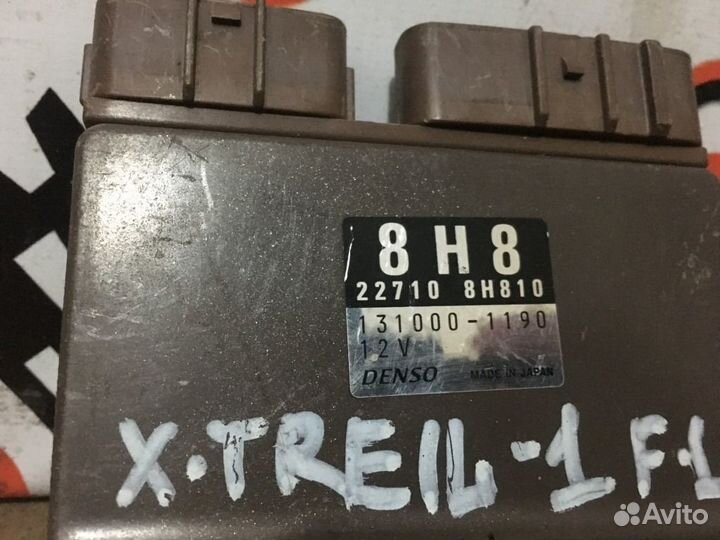 8H8
22710 8H810
131000-1190
12V
DENSO MADE IN JAPAN
X-TREIL-1 F.1
Avito